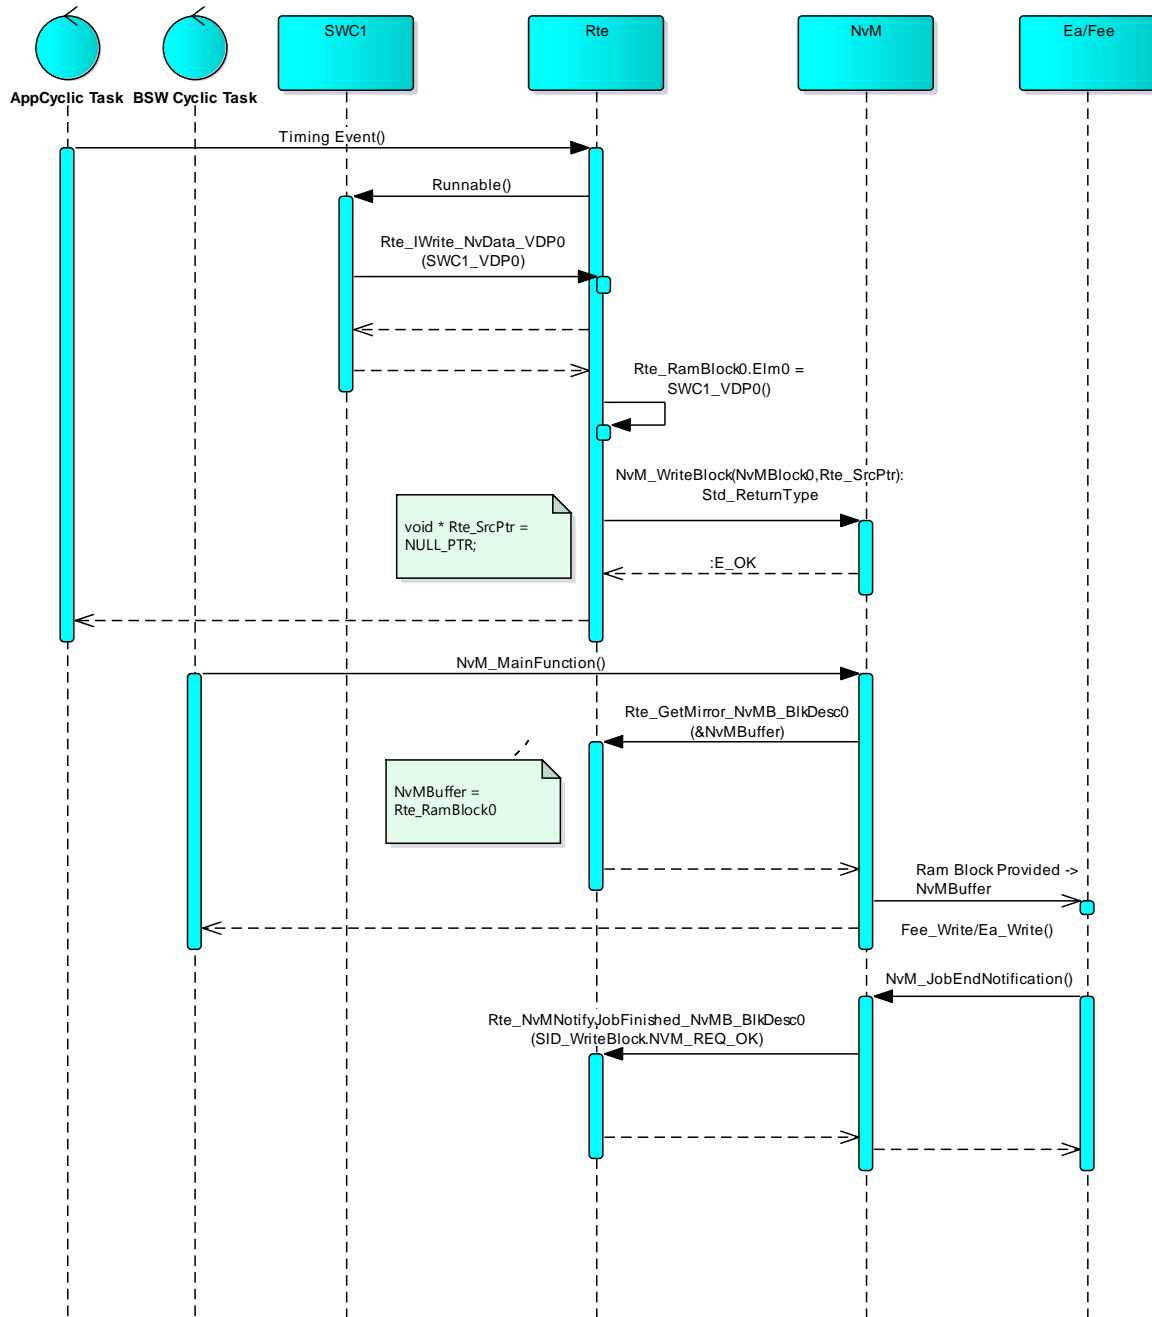 SWC1
Rte
NvM
Ea/Fee
AppCyclic Task
BSW Cyclic Task
Timing Event()
Runnable()
Rte_IWrite_NvData_VDP0
(SWC1_VDP0)
Rte_RamBlock0.Elm0 =
SWC1_VDP0()
NvM_WriteBlock(NvMBlock0,Rte_SrcPtr):
Std_ReturnType
void * Rte_SrcPtr =
NULL_PTR;
:E_OK
NvM_MainFunction()
Rte_GetMirror_NvMB_BlkDesc0
(&NvMBuffer)
NvMBuffer =
Rte_RamBlock0
Ram Block Provided ->
NvMBuffer
Fee_Write/Ea_Write()
NvM_JobEndNotification()
Rte_NvMNotifyJobFinished_NvMB_BlkDesc0
(SID_WriteBlock.NVM_REQ_OK)